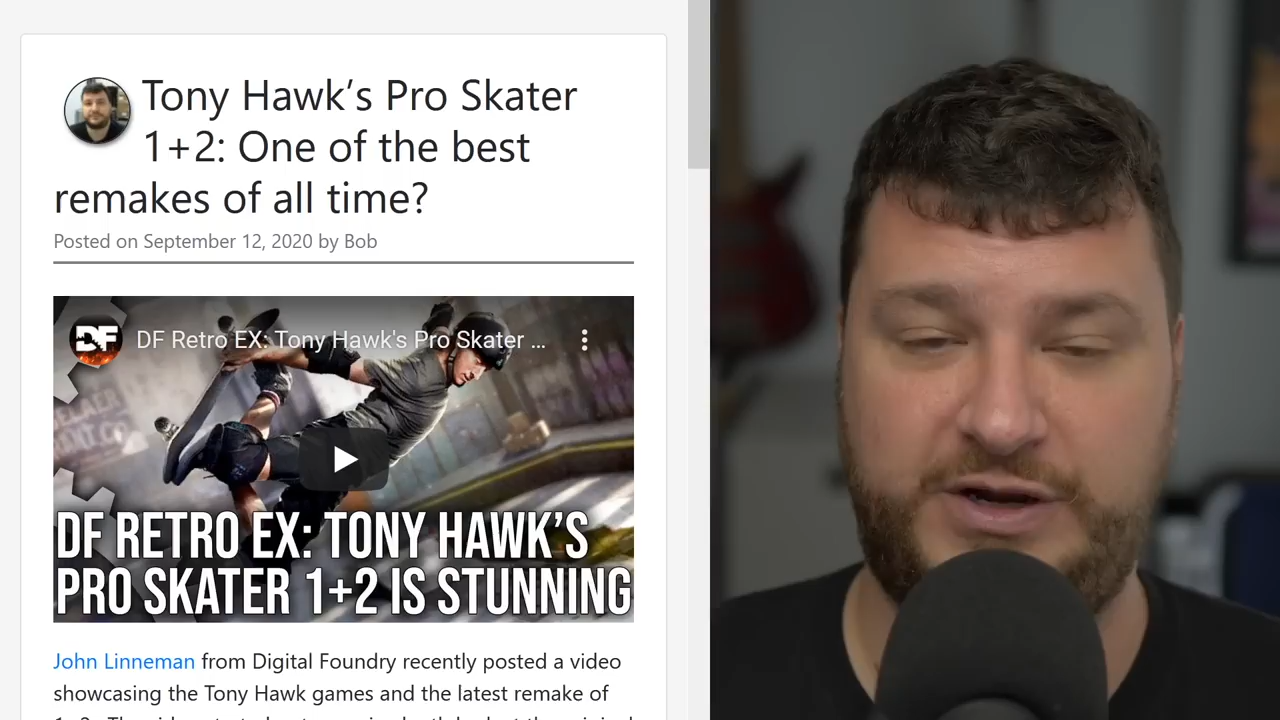 Tony Hawk’s Pro Skater
1+2: One of the best
remakes of all time?
Posted on September 12, 2020 by Bob
DF
DF Retro EX: Tony Hawk's Pro Skater ...
DF RETRO EX: TONY HAWK’S
PRO SKATER 1+2 IS STUNNING
John Linneman from Digital Foundry recently posted a video
showcasing the Tony Hawk games and the latest remake of